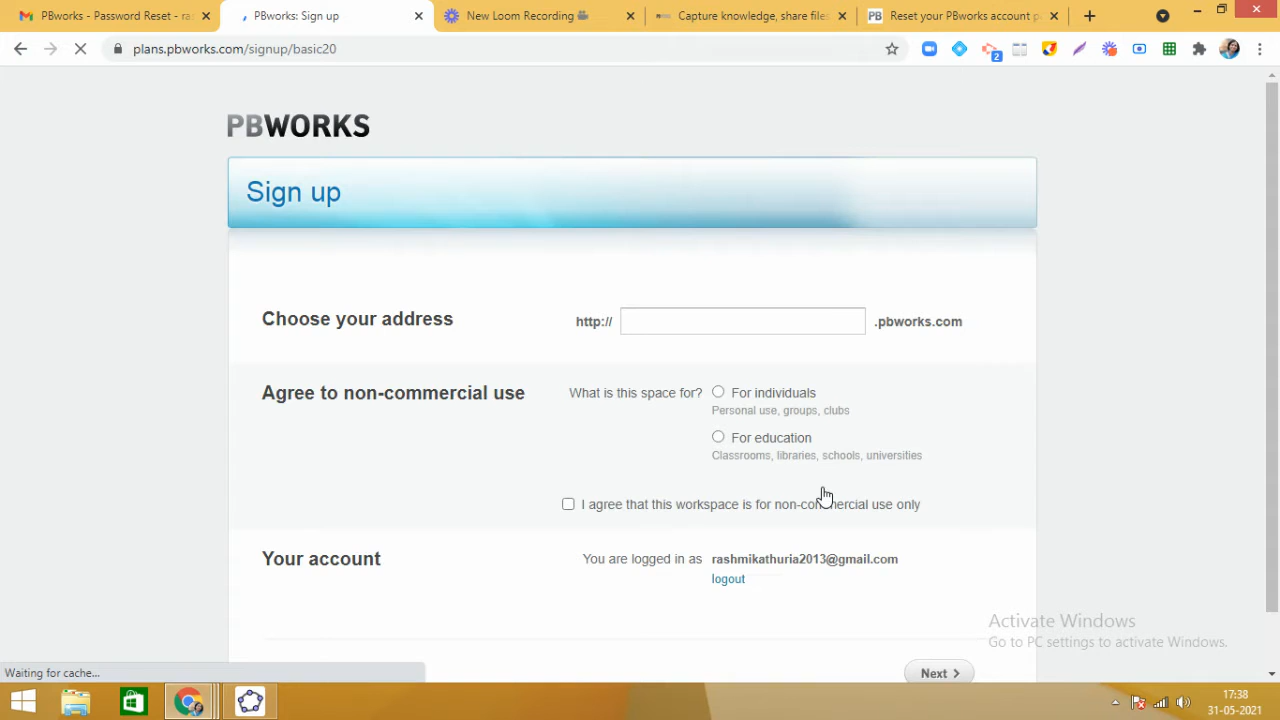 PBworks - Password Reset - ras
PBworks: Sign up
New Loom Recording
Capture knowledge, share files
PB Reset your PBworks account p
plans.pbworks.com/signup/basic20
2
PBWORKS
Sign up
Choose your address http:// .pbworks.com
Agree to non-commercial use What is this space for? For individuals
Personal use, groups, clubs
For education
Classrooms, libraries, schools, universities
I agree that this workspace is for non-commercial use only
Your account You are logged in as rashmikathuria2013@gmail.com
logout
Activate Windows
Go to PC settings to activate Windows.
Waiting for cache...
Next
17:38
31-05-2021